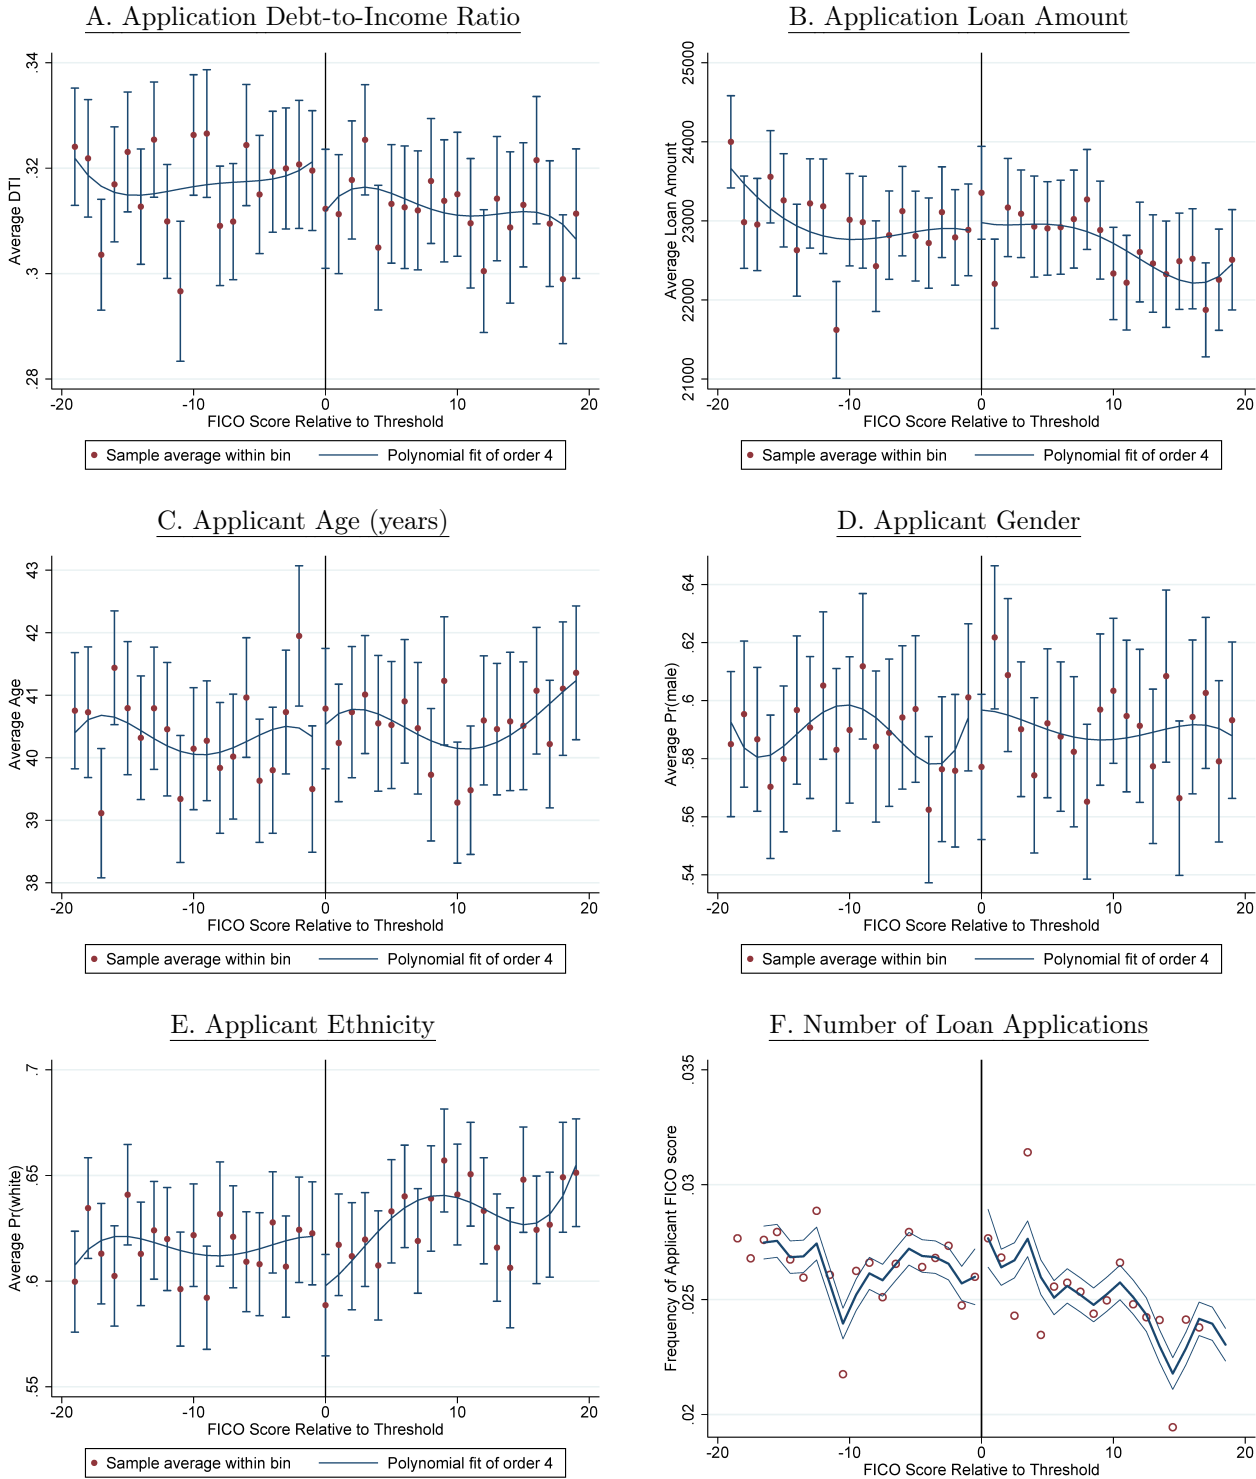 A. Application Debt-to-Income Ratio
Average DTI
.34
.32
.3
.28
-20 -10 0 10 20
FICO Score Relative to Threshold
Sample average within bin Polynomial fit of order 4
B. Application Loan Amount
Average Loan Amount
25000
24000
23000
22000
21000
-20 -10 0 10 20
FICO Score Relative to Threshold
Sample average within bin Polynomial fit of order 4
C. Applicant Age (years)
Average Age
43
42
41
40
39
38
-20 -10 0 10 20
FICO Score Relative to Threshold
Sample average within bin Polynomial fit of order 4
D. Applicant Gender
Average Pr(male)
.64
.62
.6
.58
.56
.54
-20 -10 0 10 20
FICO Score Relative to Threshold
Sample average within bin Polynomial fit of order 4
E. Applicant Ethnicity
Average Pr(white)
.7
.65
.6
.55
-20 -10 0 10 20
FICO Score Relative to Threshold
Sample average within bin Polynomial fit of order 4
F. Number of Loan Applications
Frequency of Applicant FICO score
.035
.03
.025
.02
-20 -10 0 10 20
FICO Score Relative to Threshold